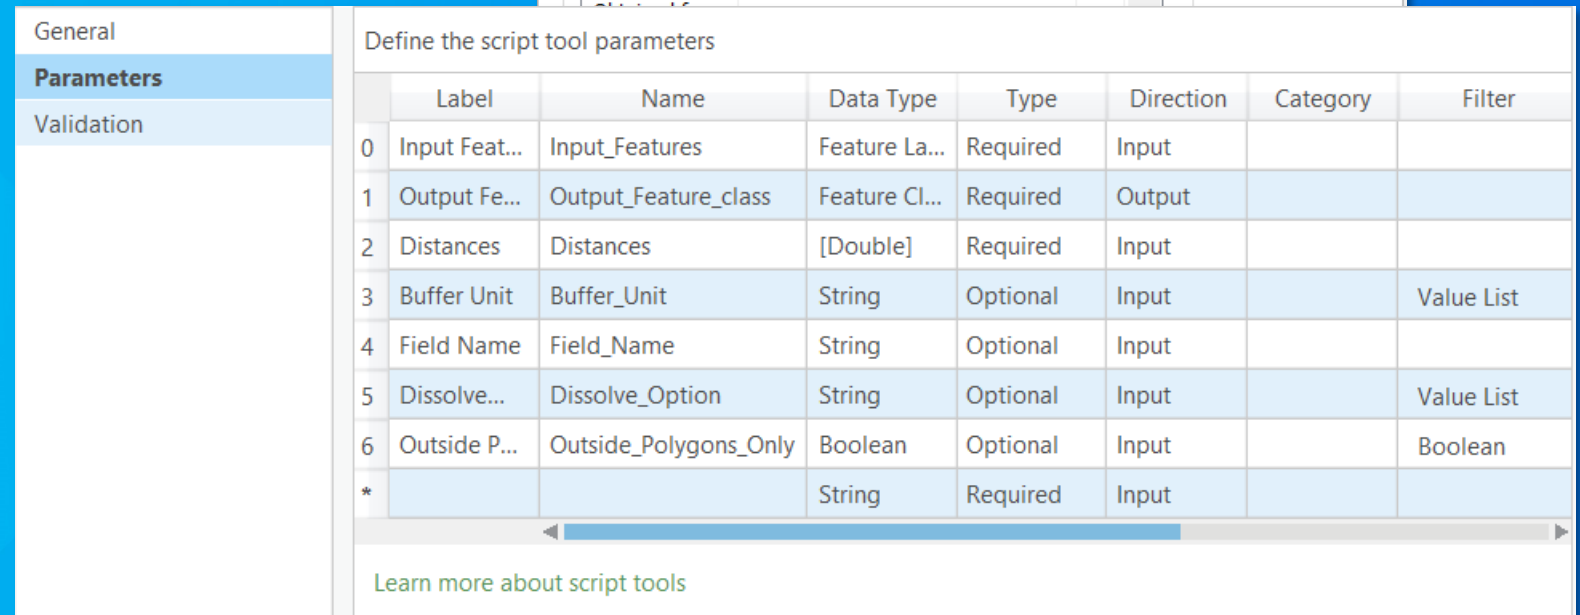 General
Parameters
Validation
Define the script tool parameters
Label Name Data Type Type Direction Category Filter
0 Input Feat... Input_Features Feature La... Required Input
1 Output Fe... Output_Feature_class Feature Cl... Required Output
2 Distances Distances [Double] Required Input
3 Buffer Unit Buffer_Unit String Optional Input Value List
4 Field Name Field_Name String Optional Input
5 Dissolve... Dissolve_Option String Optional Input Value List
6 Outside P... Outside_Polygons_Only Boolean Optional Input Boolean
* String Required Input
Learn more about script tools